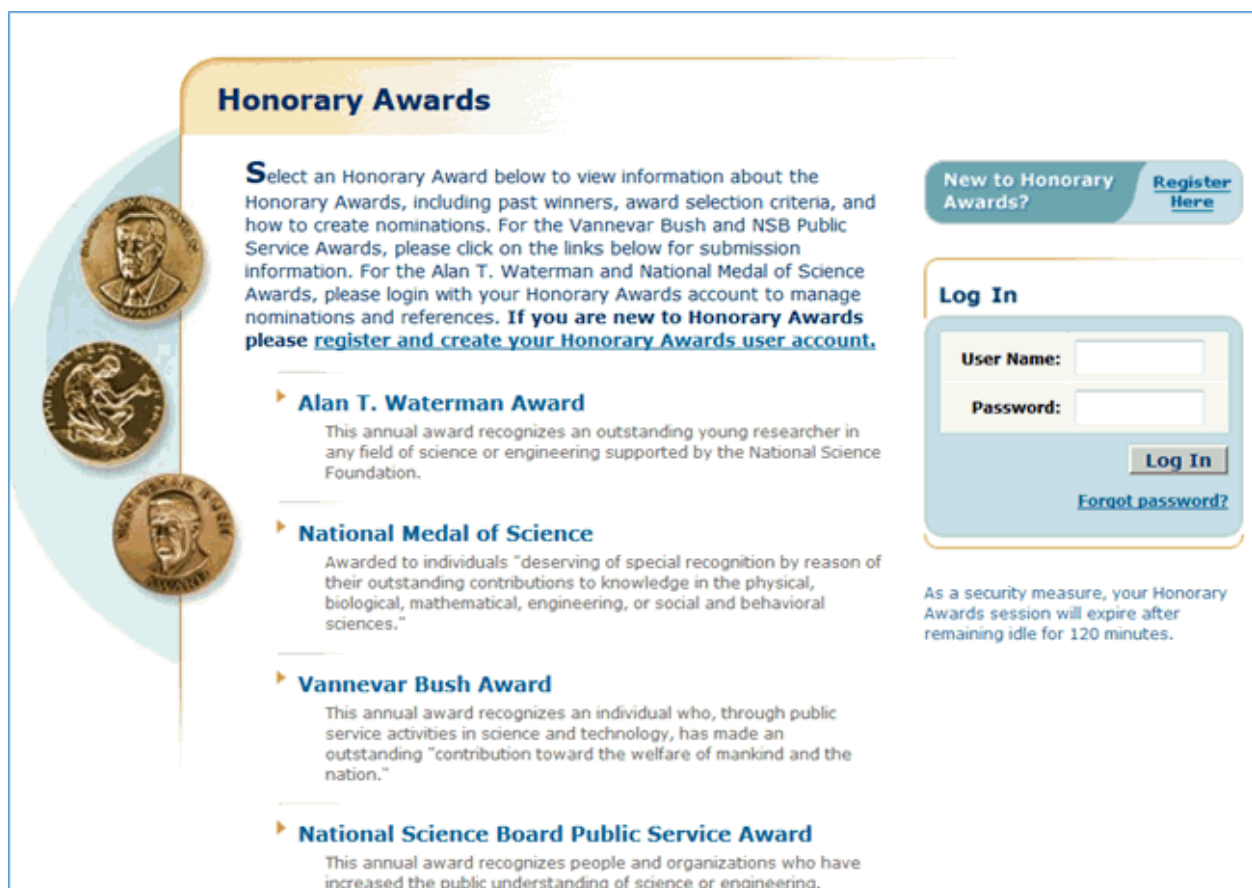 Honorary Awards
Select an Honorary Award below to view information about the
Honorary Awards, including past winners, award selection criteria, and
how to create nominations. For the Vannevar Bush and NSB Public
Service Awards, please click on the links below for submission
information. For the Alan T. Waterman and National Medal of Science
Awards, please login with your Honorary Awards account to manage
nominations and references. If you are new to Honorary Awards
please register and create your Honorary Awards user account.
Alan T. Waterman Award
This annual award recognizes an outstanding young researcher in
any field of science or engineering supported by the National Science
Foundation.
National Medal of Science
Awarded to individuals "deserving of special recognition by reason of
their outstanding contributions to knowledge in the physical,
biological, mathematical, engineering, or social and behavioral
sciences."
Vannevar Bush Award
This annual award recognizes an individual who, through public
service activities in science and technology, has made an
outstanding "contribution toward the welfare of mankind and the
nation."
National Science Board Public Service Award
This annual award recognizes people and organizations who have
increased the public understanding of science or engineering.
New to Honorary
Awards?
Register
Here
Log In
User Name:
Password:
Log In
Forgot password?
As a security measure, your Honorary
Awards session will expire after
remaining idle for 120 minutes.
VANNEVAR BUSH
AWARD